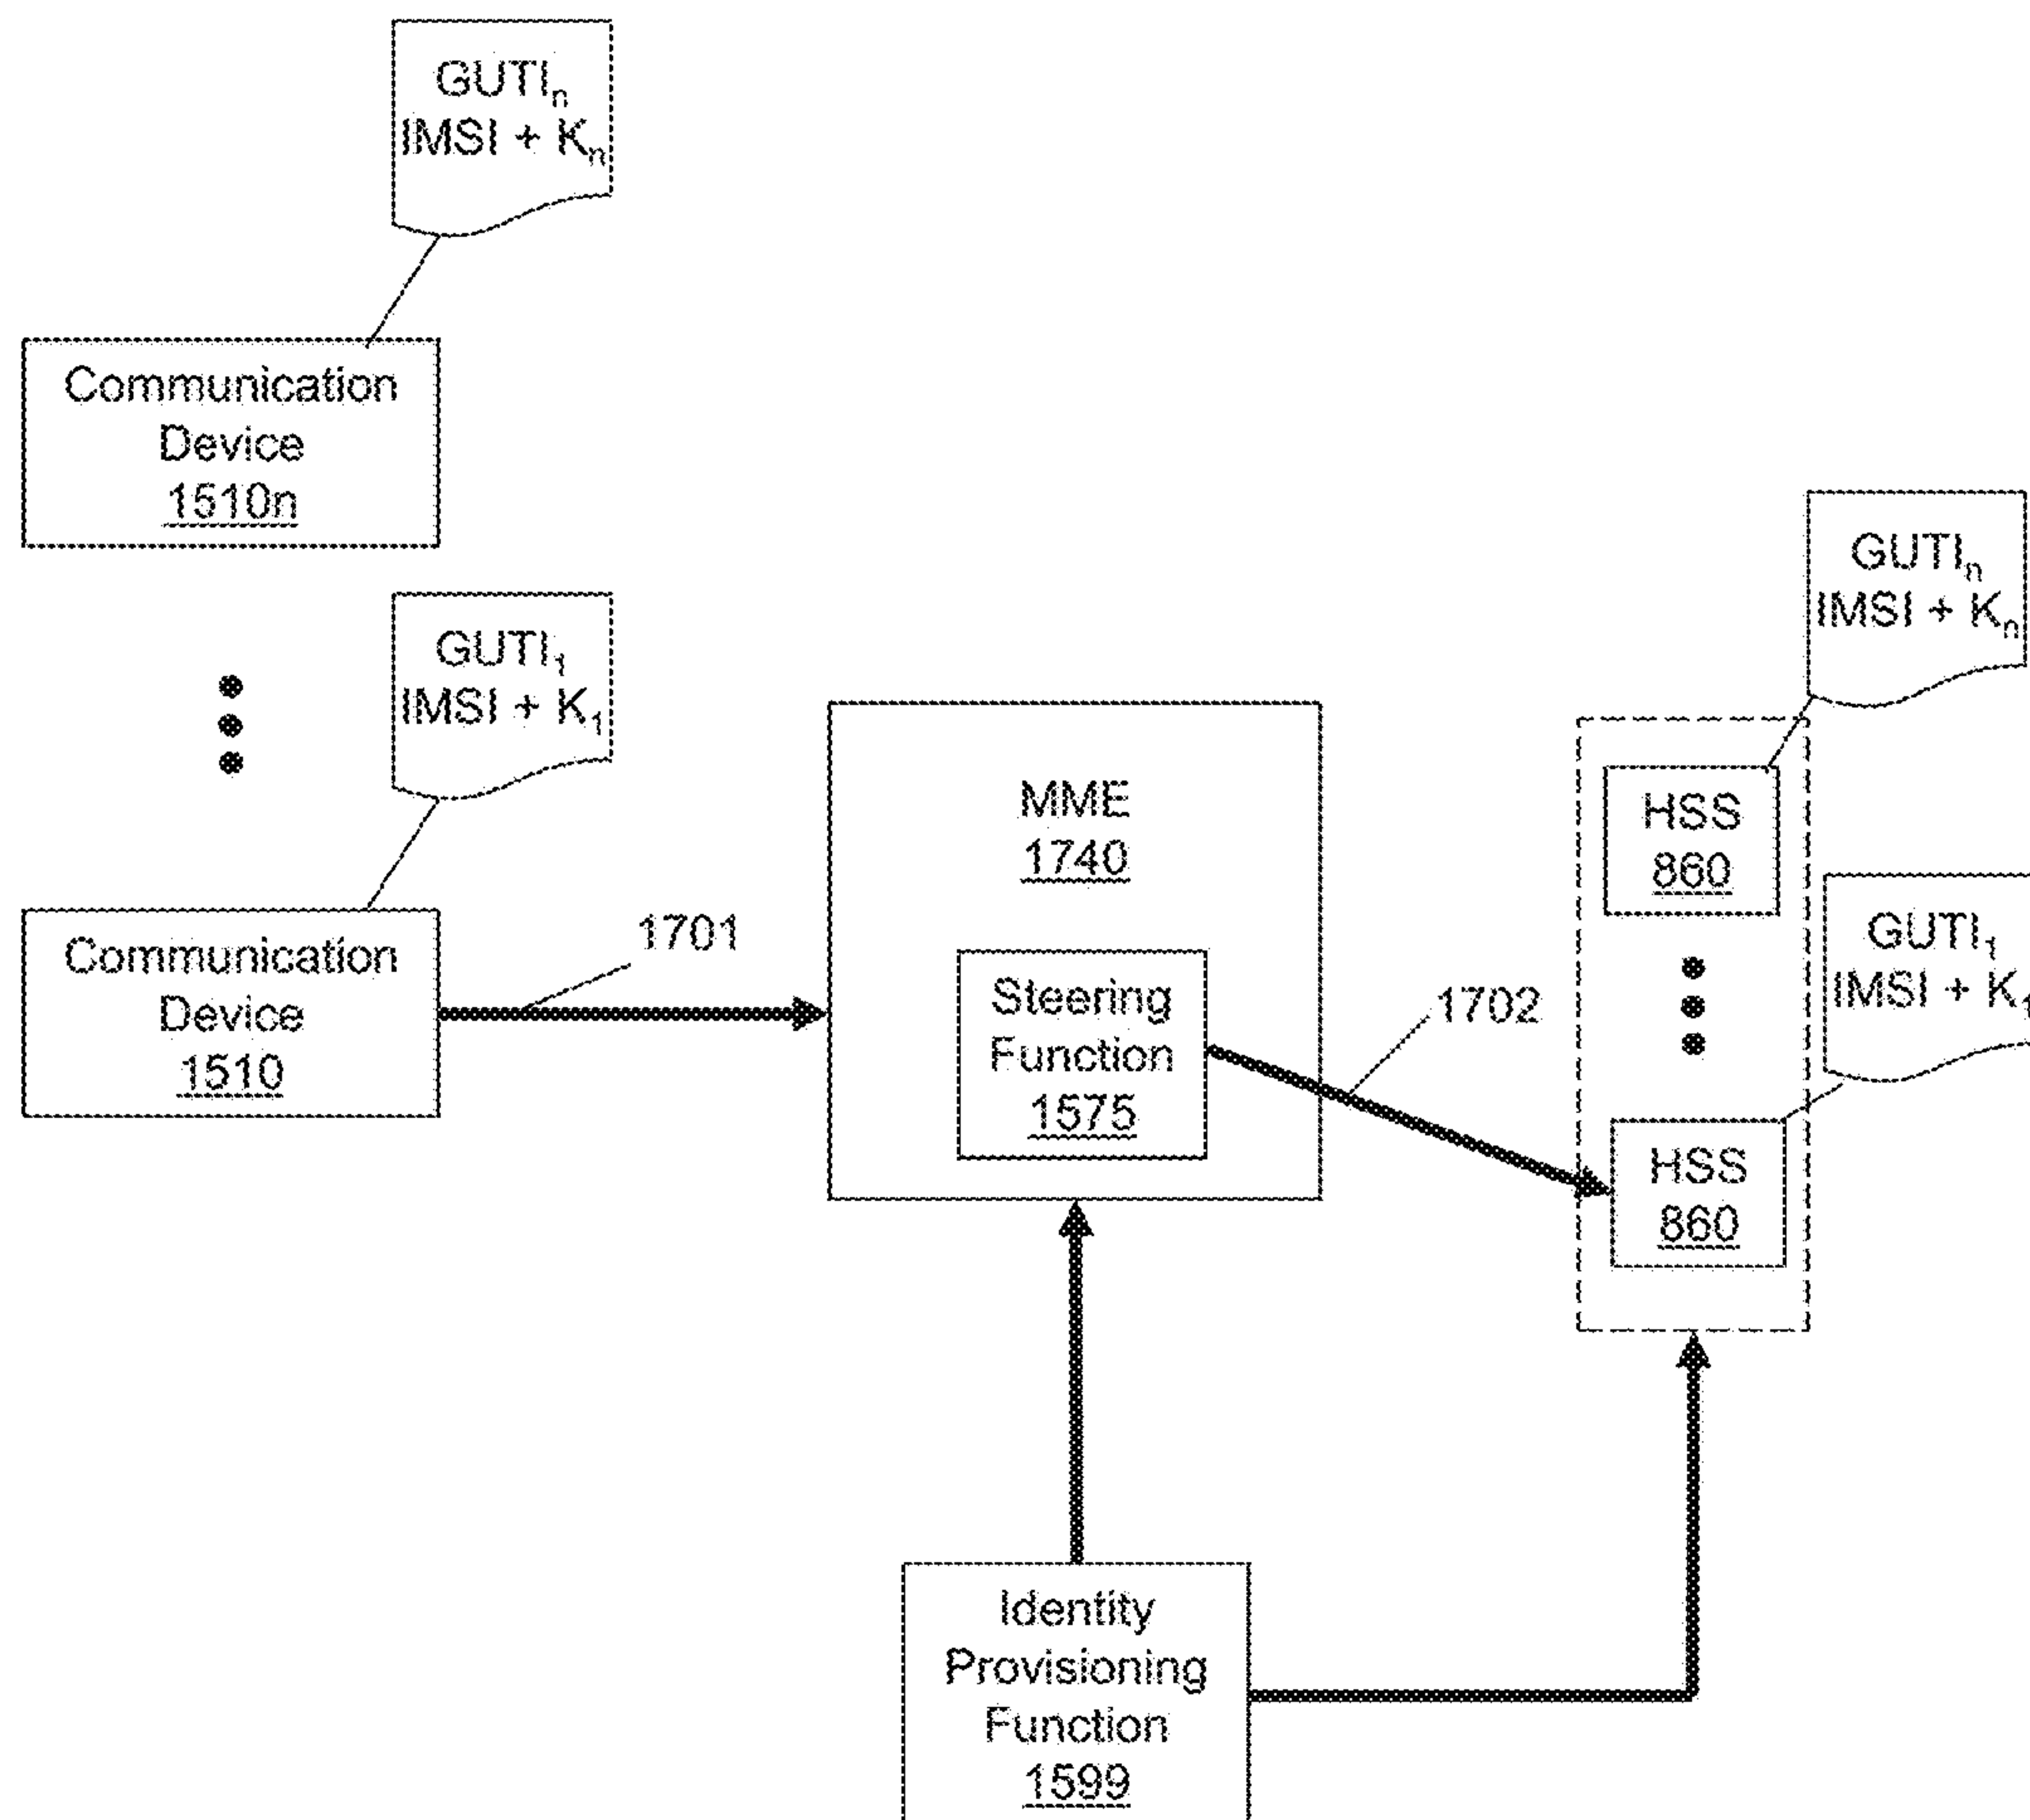 GUTIn
IMSI + Kn
Communication
Device
1510n
GUTI1
IMSI + K1
Communication
Device
1510
1701
MME
1740
Steering
Function
1575
1702
GUTIn
IMSI + Kn
HSS
860
GUTI1
IMSI + K1
HSS
860
Identity
Provisioning
Function
1599